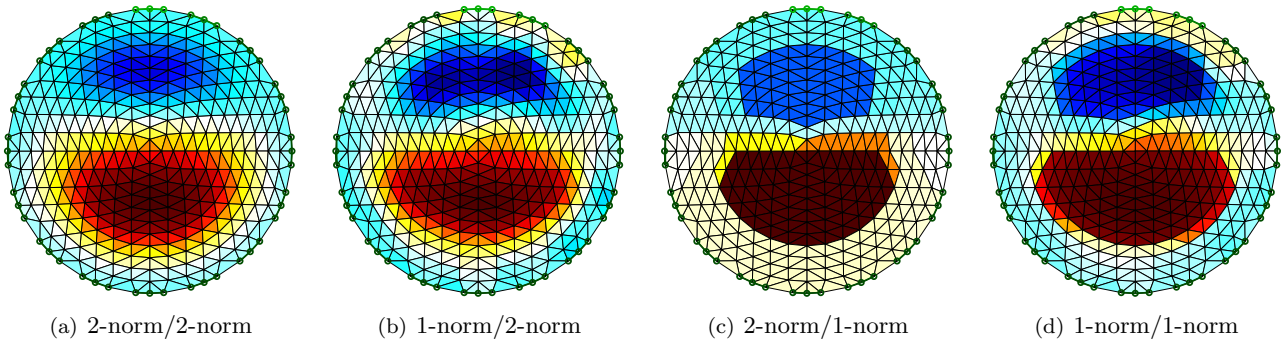 (a) 2-norm/2-norm
(b) 1-norm/2-norm
(c) 2-norm/1-norm
(d) 1-norm/1-norm